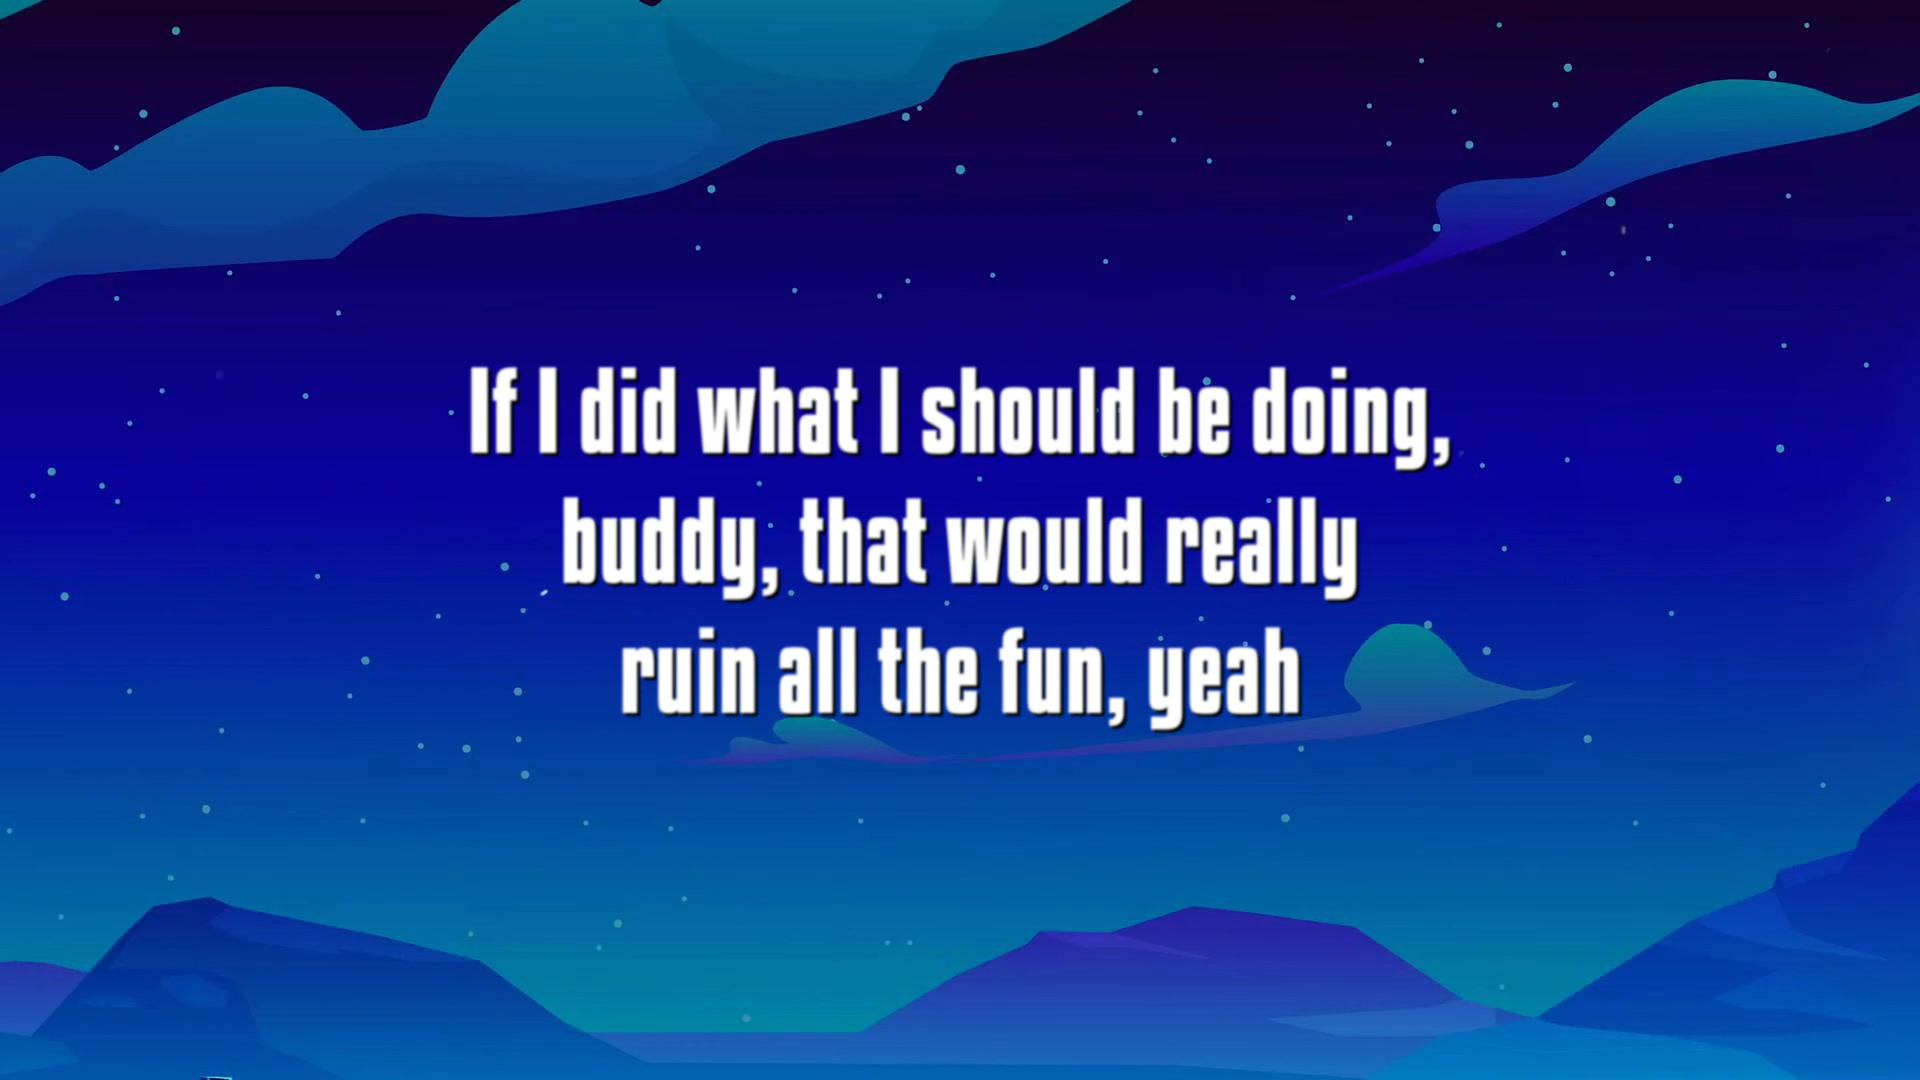 If I did what I should be doing,
buddy, that would really
ruin all the fun, yeah